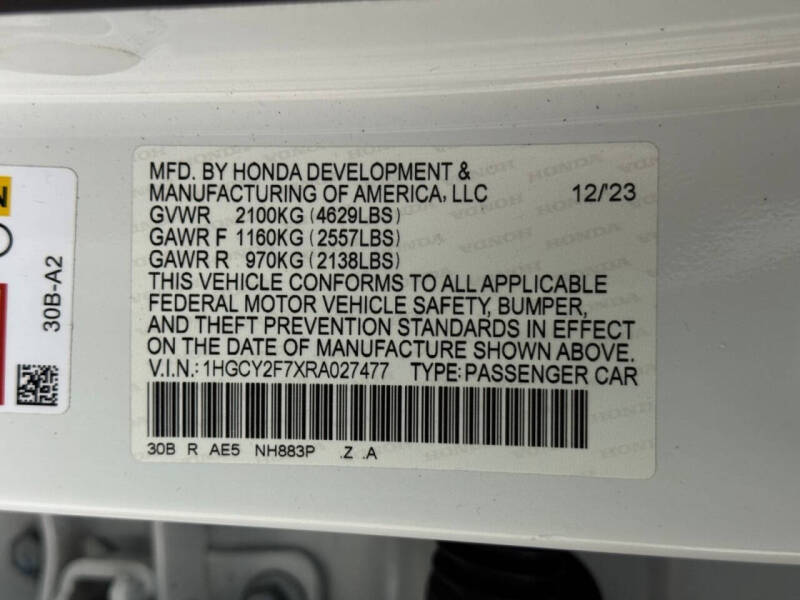 MFD. BY HONDA DEVELOPMENT &
MANUFACTURING OF AMERICA, LLC 12/'23
GVWR 2100KG (4629LBS)
GAWR F 1160KG (2557LBS)
GAWR R 970KG (2138LBS)
THIS VEHICLE CONFORMS TO ALL APPLICABLE
FEDERAL MOTOR VEHICLE SAFETY, BUMPER,
AND THEFT PREVENTION STANDARDS IN EFFECT
ON THE DATE OF MANUFACTURE SHOWN ABOVE.
V.I.N.:1HGCY2F7XRA027477 TYPE:PASSENGER CAR
30B R AE5 NH883P .Z .A
30B-A2